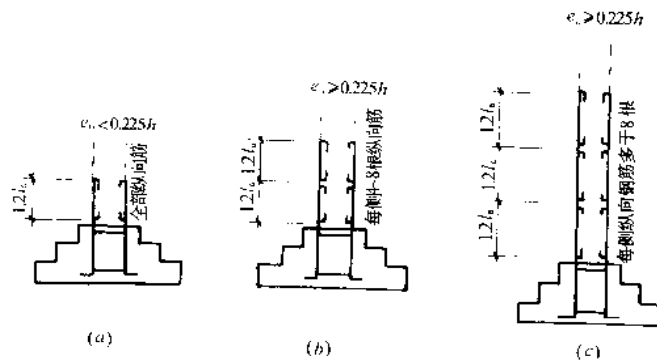 e₀<0.225h
1.2lₐ
全部纵向筋
(a)
e₀⩾0.225h
1.2lₐ
1.2lₐ
每侧4~8根纵向筋
(b)
e₀⩾0.225h
1.2lₐ
1.2lₐ
1.2lₐ
每侧纵向钢筋多于8根
(c)